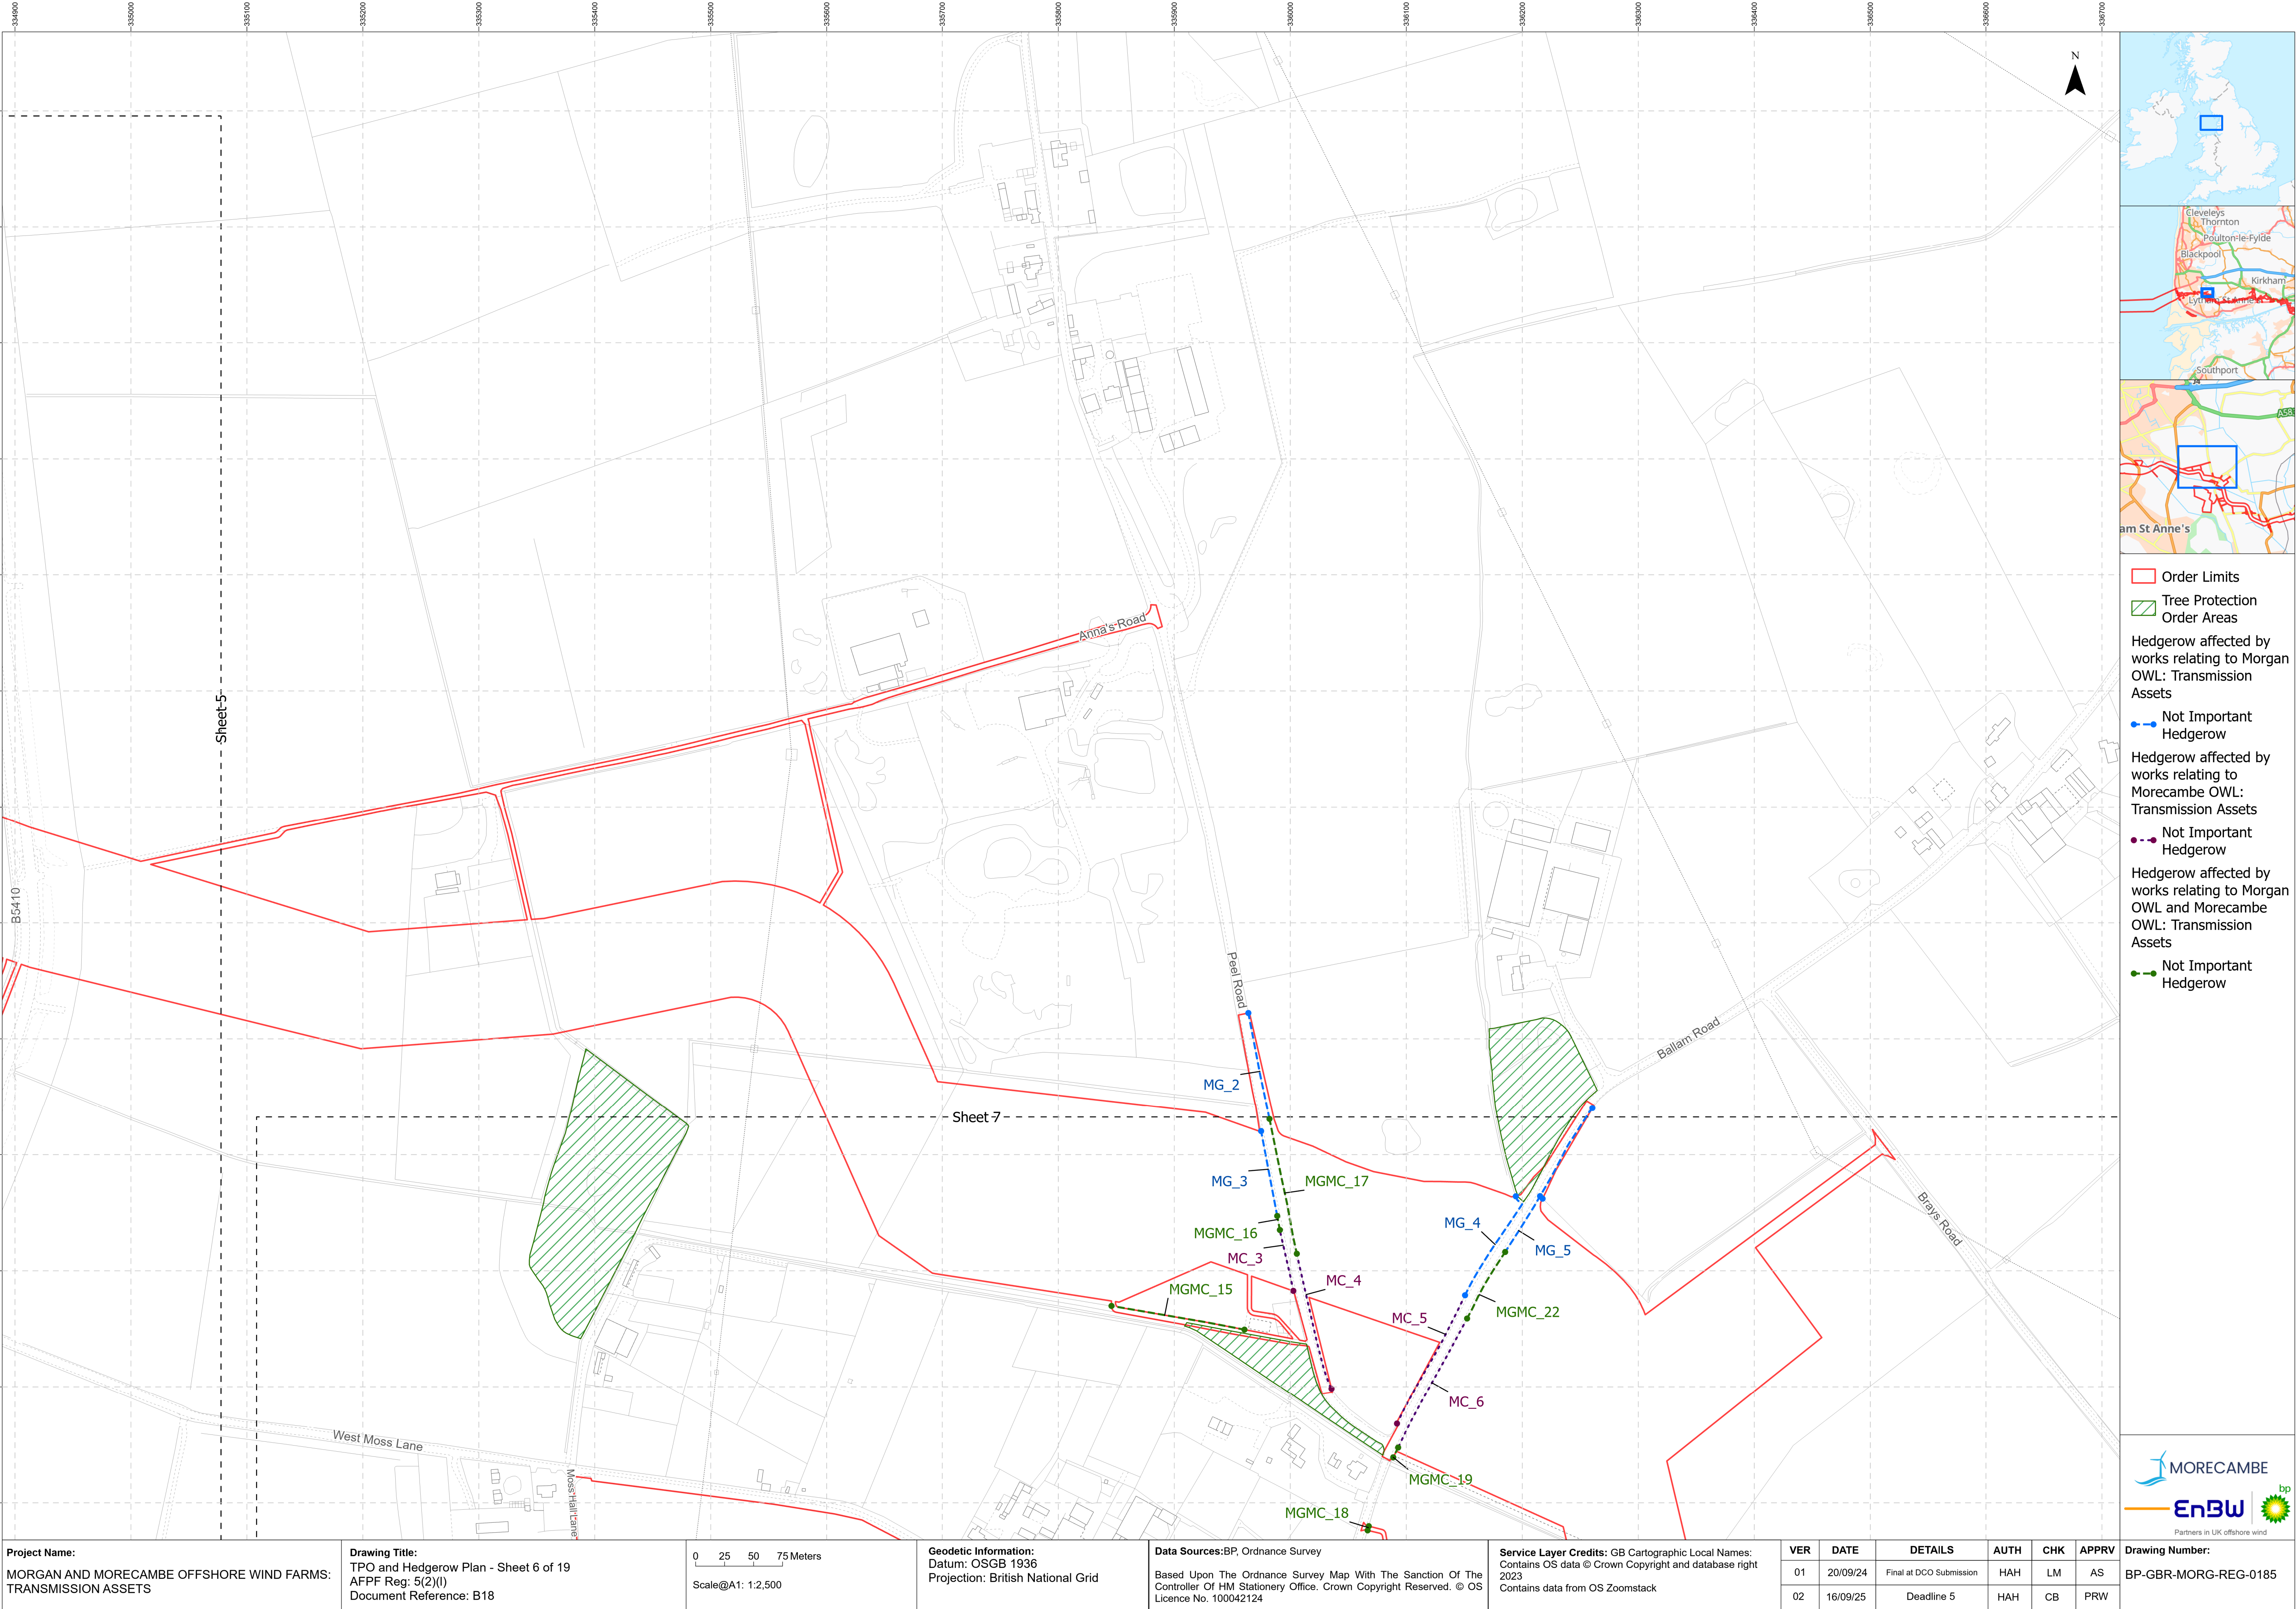 334900
335000
335100
335200
335300
335400
335500
335600
335700
335800
335900
336000
336100
336200
336300
336400
336500
336600
336700
N
Sheet 5
B5410
Anna's Road
Peel Road
Ballam Road
Brays Road
Sheet 7
West Moss Lane
Moss Hall Lane
MG_2
MG_3
MGMC_17
MGMC_16
MC_3
MC_4
MGMC_15
MG_4
MG_5
MC_5
MGMC_22
MC_6
MGMC_19
MGMC_18
Cleveleys
Thornton
Poulton-le-Fylde
Blackpool
Kirkham
Lytham St Anne's
Southport
A583
am St Anne's
Order Limits
Tree Protection
Order Areas
Hedgerow affected by
works relating to Morgan
OWL: Transmission
Assets
Not Important
Hedgerow
Hedgerow affected by
works relating to
Morecambe OWL:
Transmission Assets
Not Important
Hedgerow
Hedgerow affected by
works relating to Morgan
OWL and Morecambe
OWL: Transmission
Assets
Not Important
Hedgerow
MORECAMBE
EnBW
bp
Partners in UK offshore wind
Project Name:
MORGAN AND MORECAMBE OFFSHORE WIND FARMS:
TRANSMISSION ASSETS
Drawing Title:
TPO and Hedgerow Plan - Sheet 6 of 19
AFPF Reg: 5(2)(l)
Document Reference: B18
0 25 50 75 Meters
Scale@A1: 1:2,500
Geodetic Information:
Datum: OSGB 1936
Projection: British National Grid
Data Sources:BP, Ordnance Survey
Based Upon The Ordnance Survey Map With The Sanction Of The
Controller Of HM Stationery Office. Crown Copyright Reserved. © OS
Licence No. 100042124
Service Layer Credits: GB Cartographic Local Names:
Contains OS data © Crown Copyright and database right
2023
Contains data from OS Zoomstack
VER DATE DETAILS AUTH CHK APPRV
01 20/09/24 Final at DCO Submission HAH LM AS
02 16/09/25 Deadline 5 HAH CB PRW
Drawing Number:
BP-GBR-MORG-REG-0185